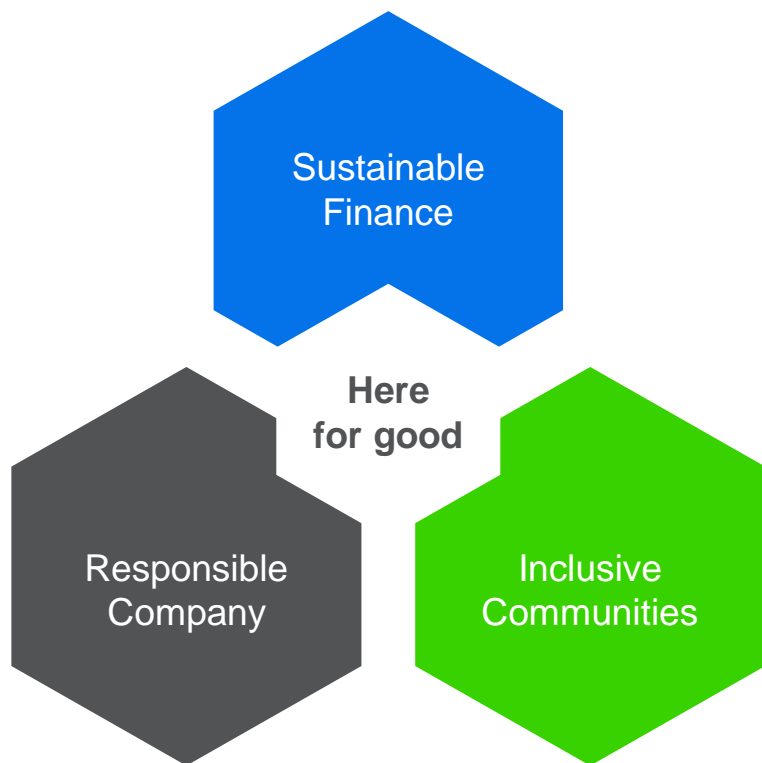 Sustainable
Finance
Here
for good
Responsible
Company
Inclusive
Communities